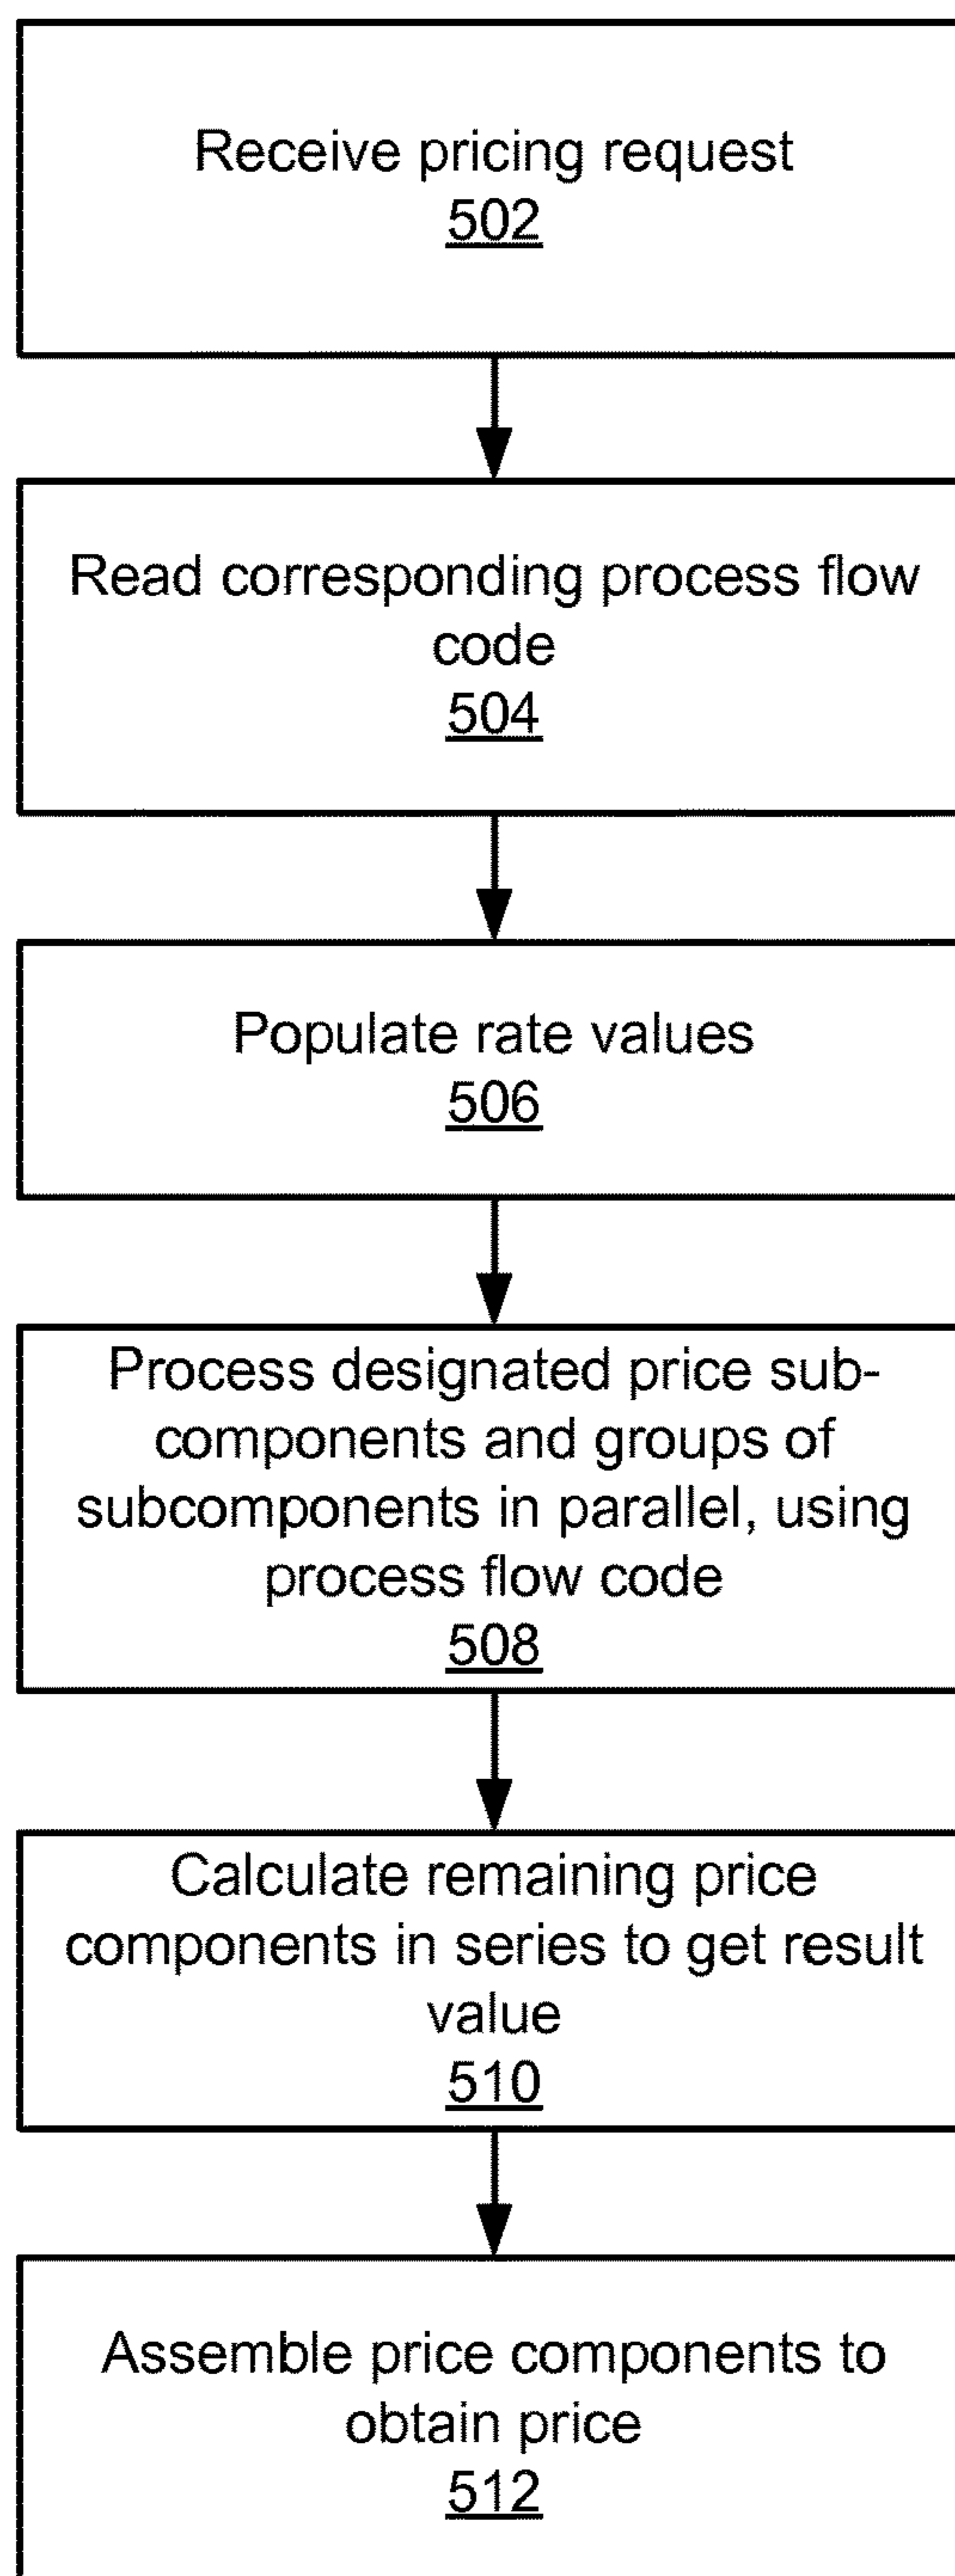 Receive pricing request
502
Read corresponding process flow
code
504
Populate rate values
506
Process designated price sub-
components and groups of
subcomponents in parallel, using
process flow code
508
Calculate remaining price
components in series to get result
value
510
Assemble price components to
obtain price
512